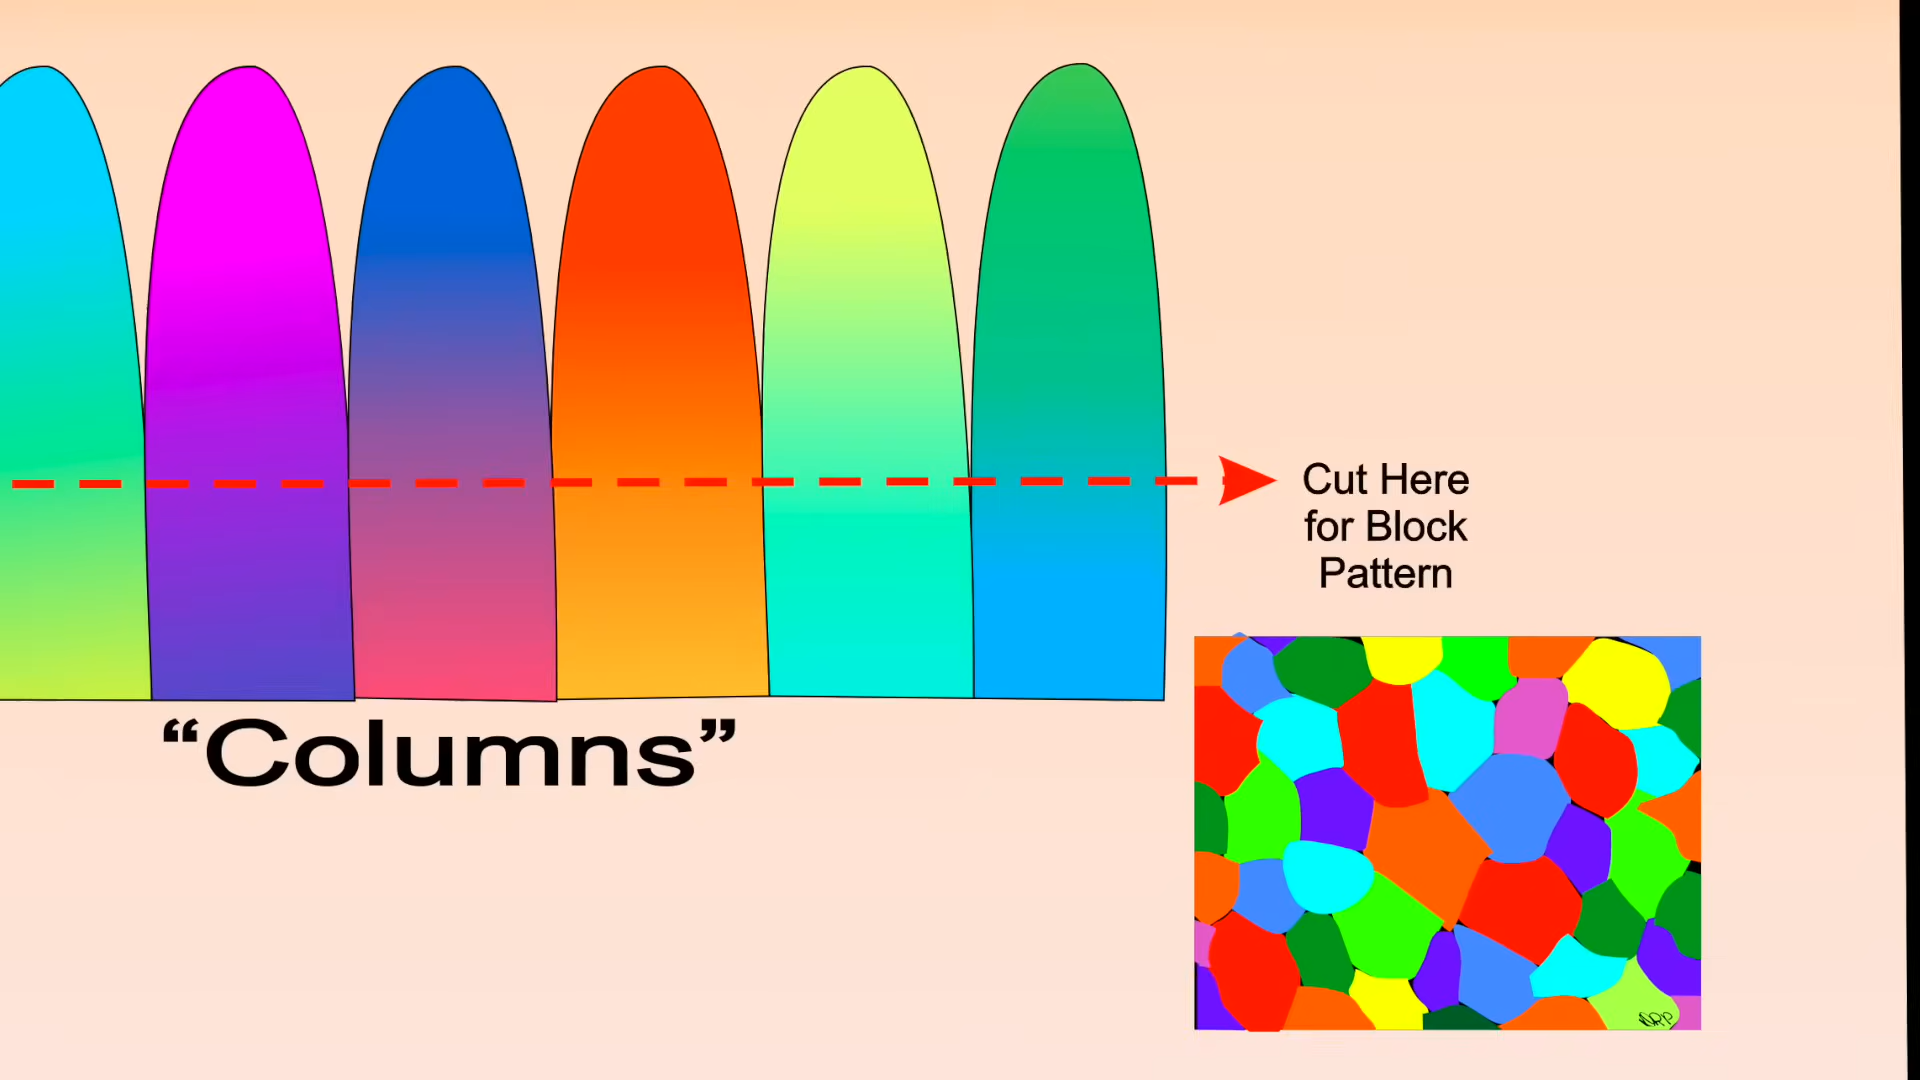 Cut Here
for Block
Pattern
“Columns”